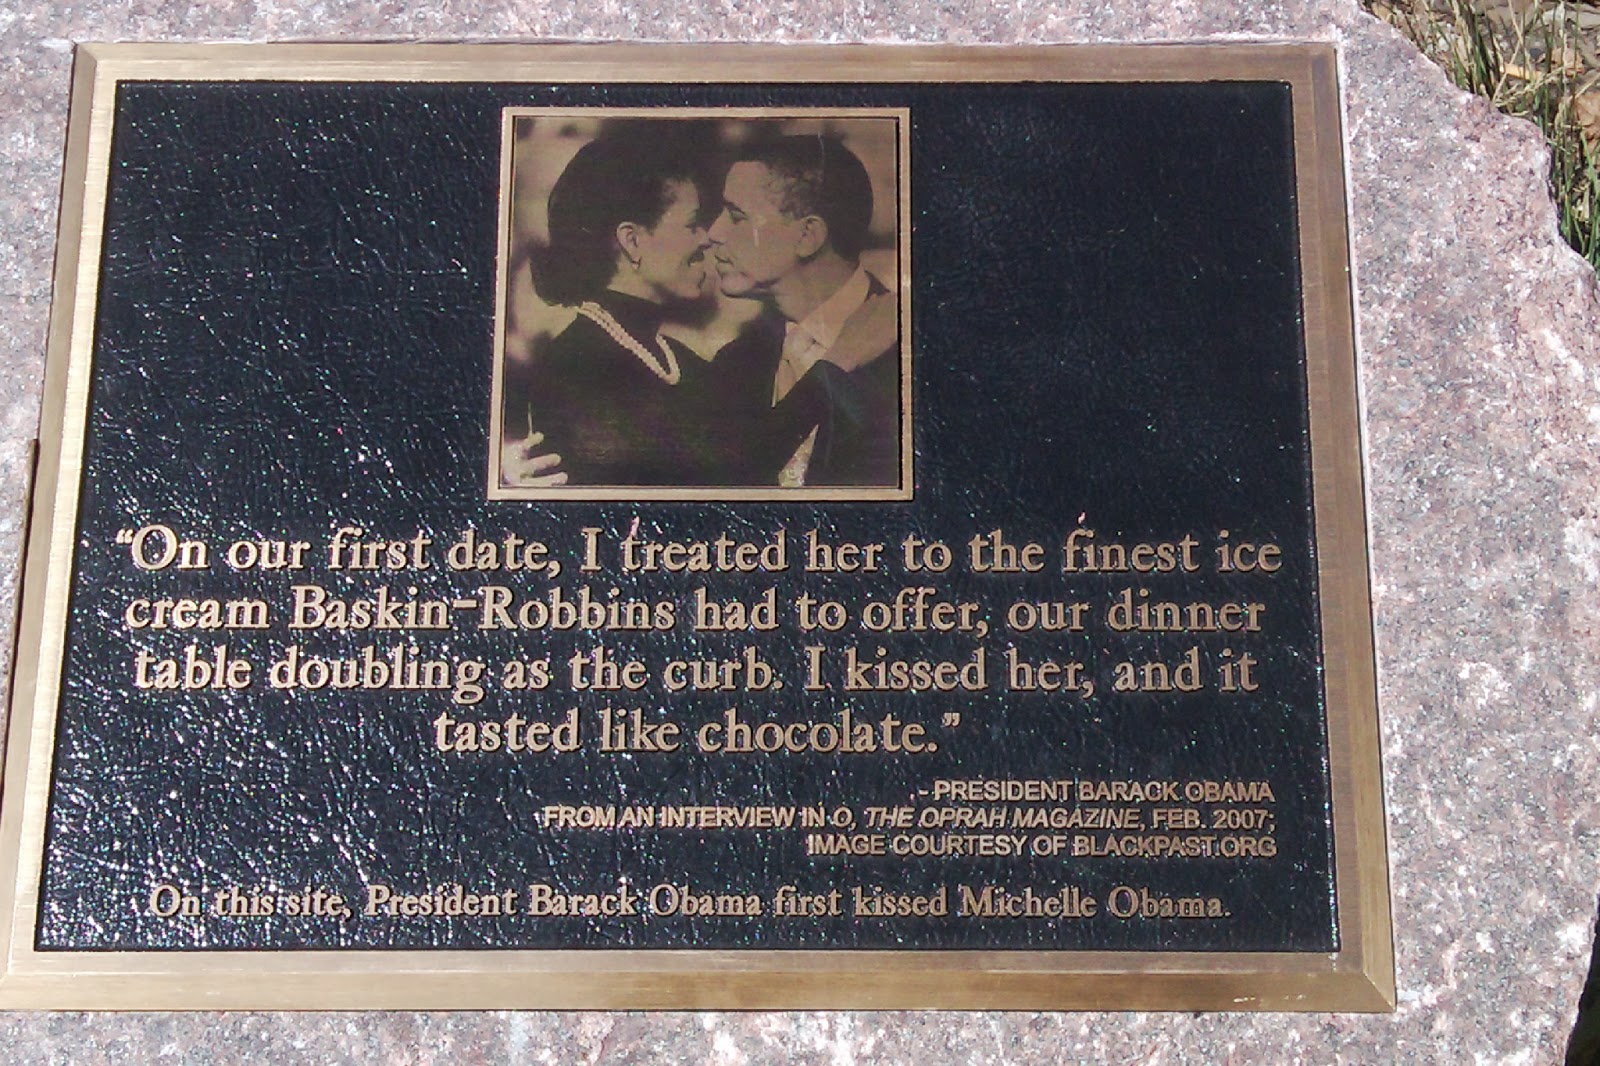 “On our first date, I treated her to the finest ice
cream Baskin-Robbins had to offer, our dinner
table doubling as the curb. I kissed her, and it
tasted like chocolate.”
- PRESIDENT BARACK OBAMA
FROM AN INTERVIEW IN O, THE OPRAH MAGAZINE, FEB. 2007;
IMAGE COURTESY OF BLACKPAST.ORG
On this site, President Barack Obama first kissed Michelle Obama.